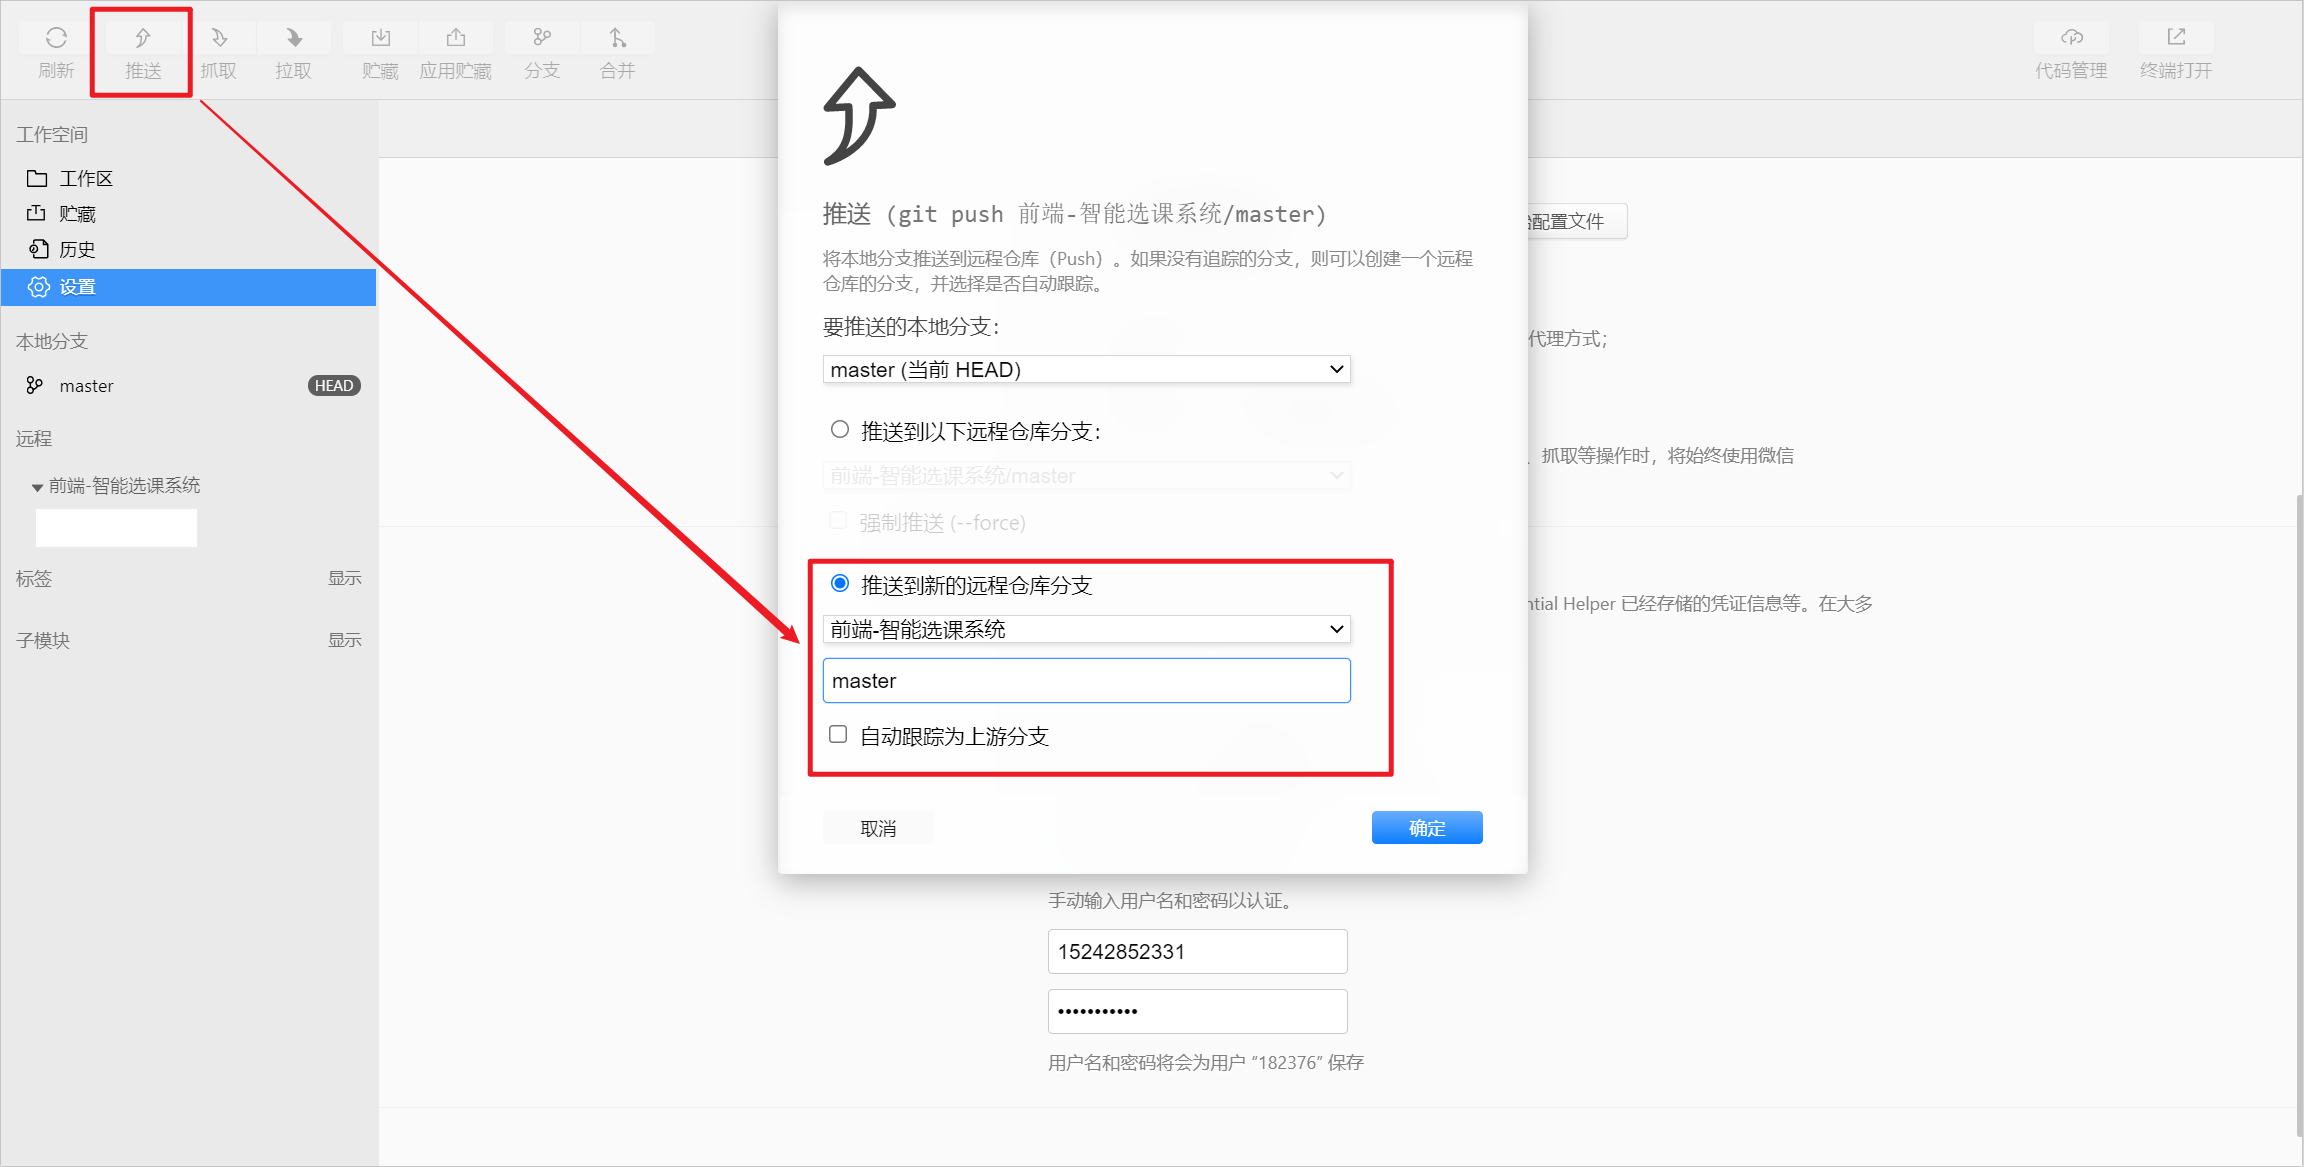 刷新
推送
抓取
拉取
贮藏
应用贮藏
分支
合并
代码管理
终端打开
工作空间
工作区
贮藏
历史
设置
本地分支
master
HEAD
远程
前端-智能选课系统
标签
显示
子模块
显示
推送 (git push 前端-智能选课系统/master)
将本地分支推送到远程仓库（Push）。如果没有追踪的分支，则可以创建一个远程
仓库的分支，并选择是否自动跟踪。
要推送的本地分支：
master (当前 HEAD)
推送到以下远程仓库分支：
前端-智能选课系统/master
强制推送 (--force)
推送到新的远程仓库分支
前端-智能选课系统
master
自动跟踪为上游分支
取消
确定
配置文件
代理方式；
、抓取等操作时，将始终使用微信
ntial Helper 已经存储的凭证信息等。在大多
手动输入用户名和密码以认证。
15242852331
•••••••••••
用户名和密码将会为用户 “182376” 保存